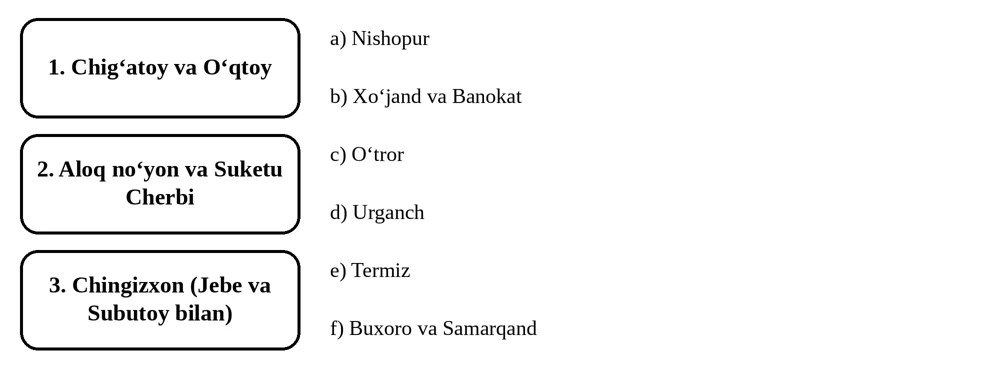 1. Chig‘atoy va O‘qtoy
2. Aloq no‘yon va Suketu
Cherbi
3. Chingizxon (Jebe va
Subutoy bilan)
a) Nishopur
b) Xo‘jand va Banokat
c) O‘tror
d) Urganch
e) Termiz
f) Buxoro va Samarqand